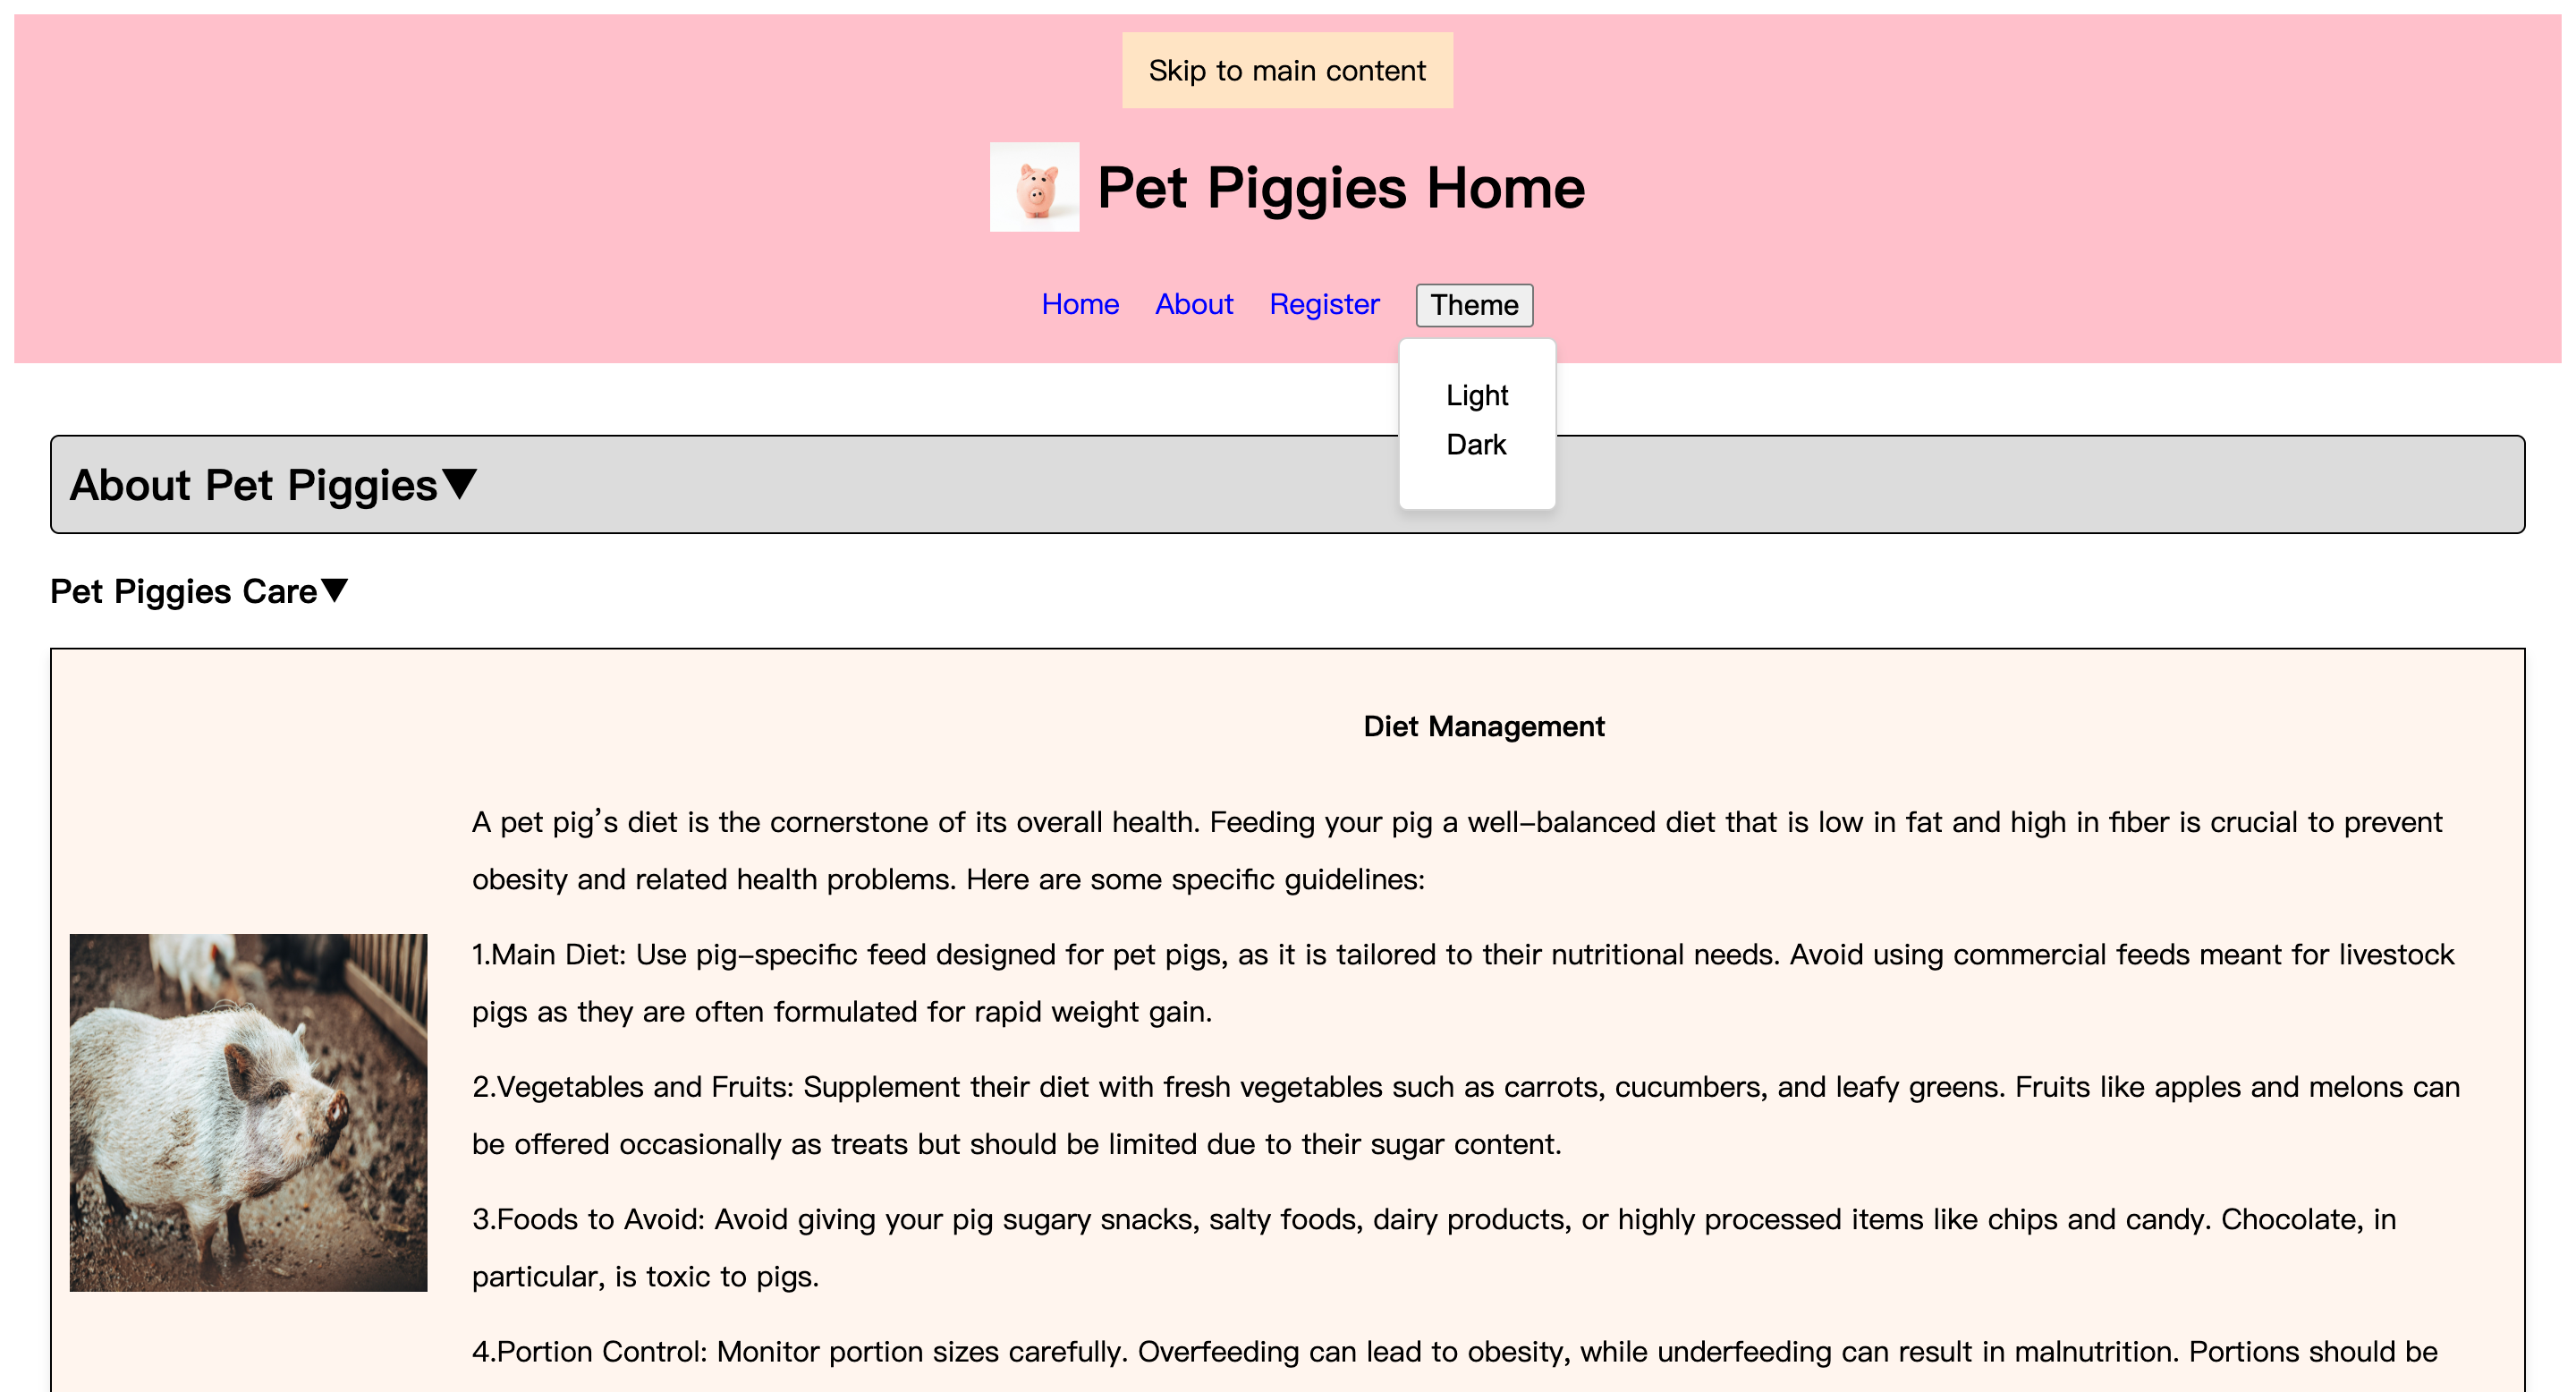 Skip to main content
Pet Piggies Home
Home About Register Theme
Light
Dark
About Pet Piggies▼
Pet Piggies Care▼
Diet Management
A pet pig’s diet is the cornerstone of its overall health. Feeding your pig a well-balanced diet that is low in fat and high in fiber is crucial to prevent
obesity and related health problems. Here are some specific guidelines:
1.Main Diet: Use pig-specific feed designed for pet pigs, as it is tailored to their nutritional needs. Avoid using commercial feeds meant for livestock
pigs as they are often formulated for rapid weight gain.
2.Vegetables and Fruits: Supplement their diet with fresh vegetables such as carrots, cucumbers, and leafy greens. Fruits like apples and melons can
be offered occasionally as treats but should be limited due to their sugar content.
3.Foods to Avoid: Avoid giving your pig sugary snacks, salty foods, dairy products, or highly processed items like chips and candy. Chocolate, in
particular, is toxic to pigs.
4.Portion Control: Monitor portion sizes carefully. Overfeeding can lead to obesity, while underfeeding can result in malnutrition. Portions should be